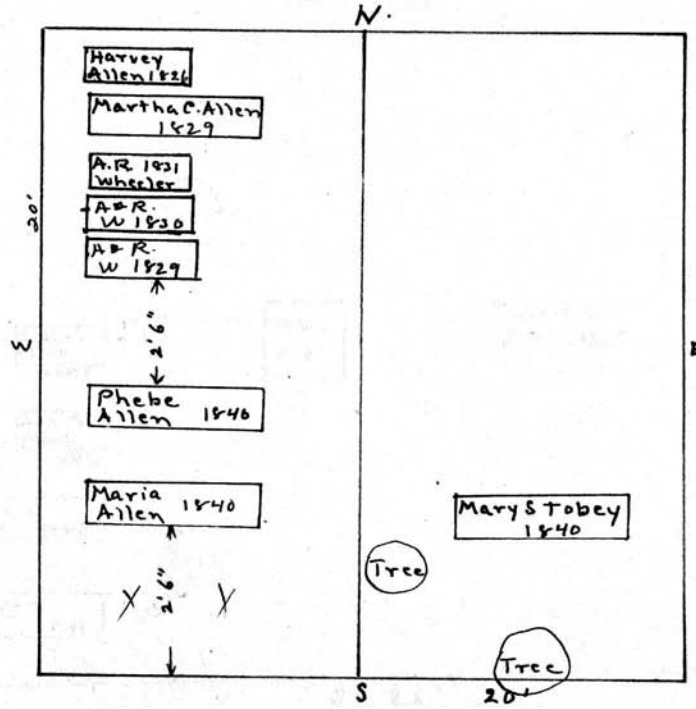 N.
Harvey
Allen 1826
Martha C. Allen
1829
A.R. 1831
Wheeler
A & R.
W 1830
A & R.
W 1829
20'
2'6"
E
Phebe
Allen 1840
Maria
Allen 1840
Mary S Tobey
1840
Tree
2'6"
X X
Tree
S
20'